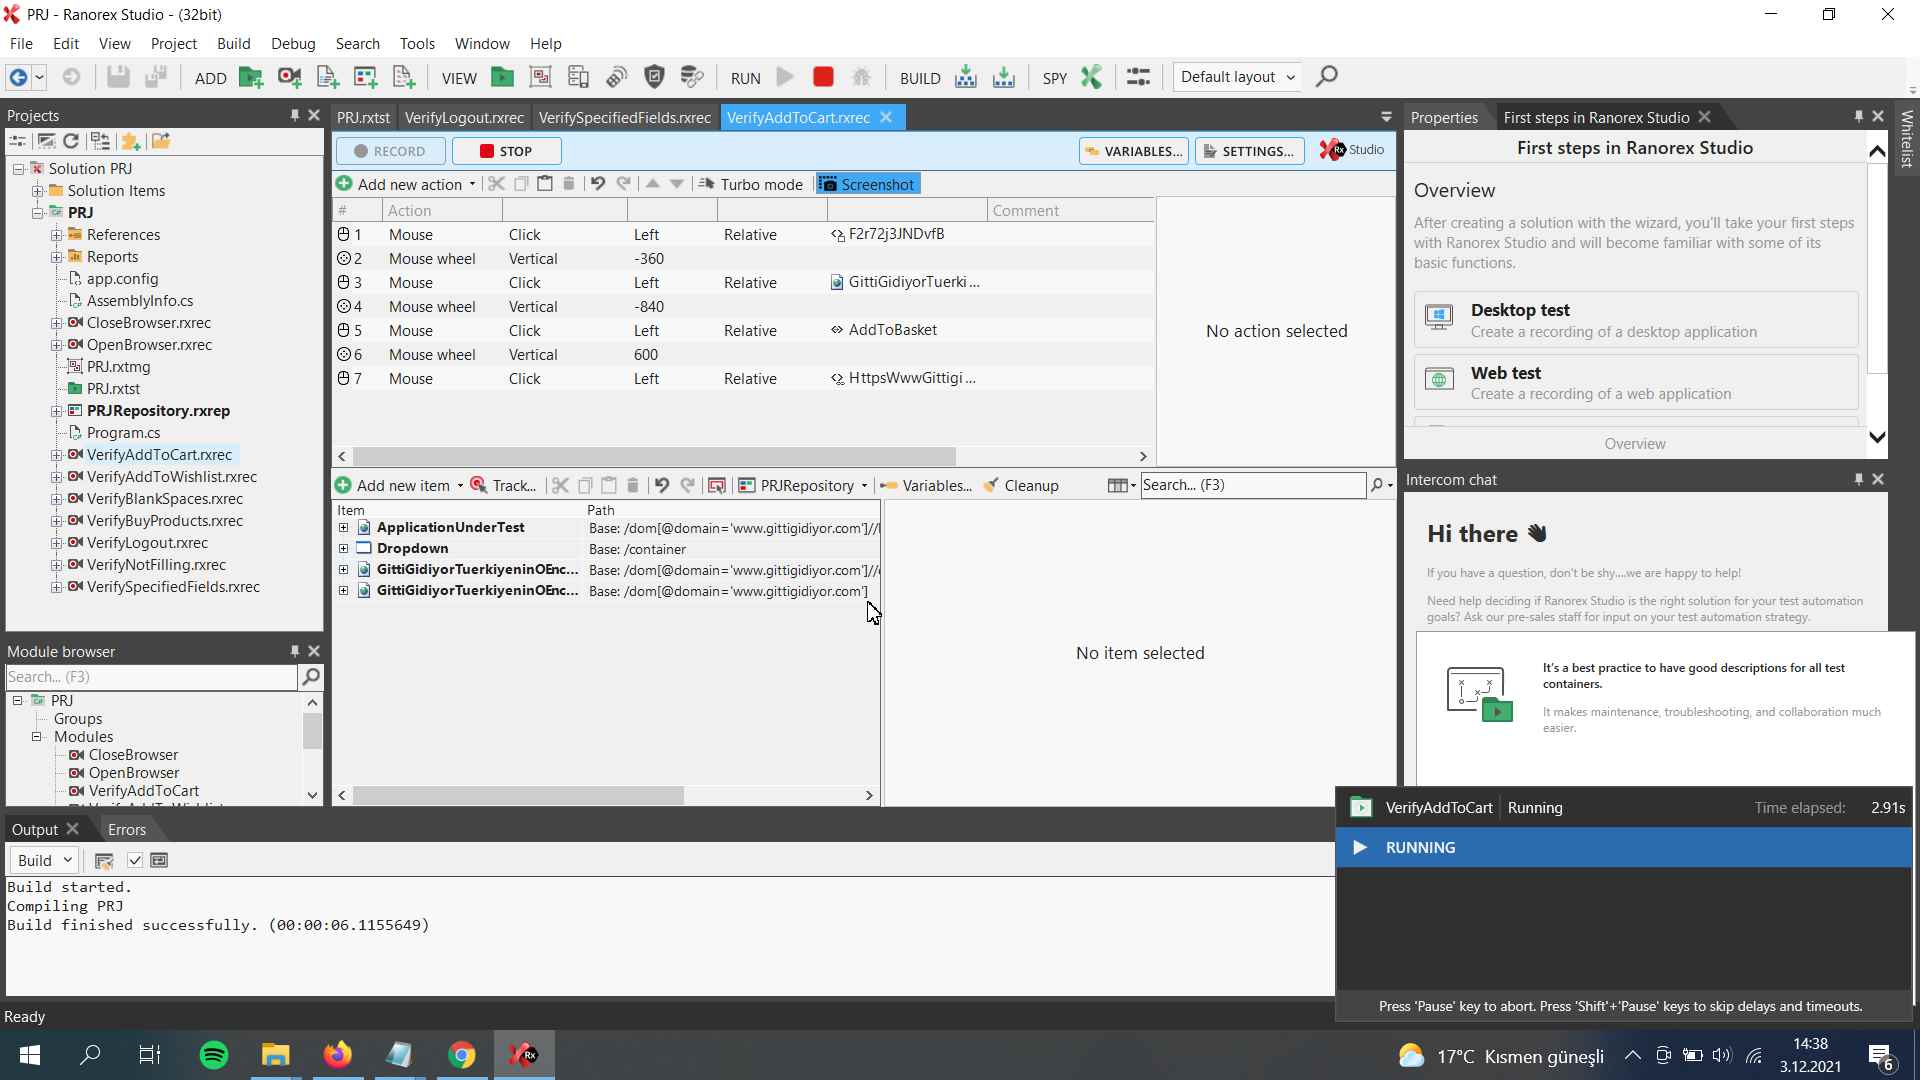 PRJ - Ranorex Studio - (32bit)
File Edit View Project Build Debug Search Tools Window Help
ADD VIEW RUN BUILD SPY Default layout
Projects
Solution PRJ
Solution Items
PRJ
References
Reports
app.config
AssemblyInfo.cs
CloseBrowser.rxrec
OpenBrowser.rxrec
PRJ.rxtmg
PRJ.rxtst
PRJRepository.rxrep
Program.cs
VerifyAddToCart.rxrec
VerifyAddToWishlist.rxrec
VerifyBlankSpaces.rxrec
VerifyBuyProducts.rxrec
VerifyLogout.rxrec
VerifyNotFilling.rxrec
VerifySpecifiedFields.rxrec
Module browser
Search... (F3)
PRJ
Groups
Modules
CloseBrowser
OpenBrowser
VerifyAddToCart
PRJ.rxtst VerifyLogout.rxrec VerifySpecifiedFields.rxrec VerifyAddToCart.rxrec
RECORD STOP VARIABLES... SETTINGS... Rx Studio
Add new action Turbo mode Screenshot
# Action Comment
1 Mouse Click Left Relative F2r72j3JNDvfB
2 Mouse wheel Vertical -360
3 Mouse Click Left Relative GittiGidiyorTuerki...
4 Mouse wheel Vertical -840
5 Mouse Click Left Relative AddToBasket
6 Mouse wheel Vertical 600
7 Mouse Click Left Relative HttpsWwwGittigi...
No action selected
Add new item Track... PRJRepository Variables... Cleanup Search... (F3)
Item Path
ApplicationUnderTest Base: /dom[@domain='www.gittigidiyor.com']//
Dropdown Base: /container
GittiGidiyorTuerkiyeninOEnc... Base: /dom[@domain='www.gittigidiyor.com']//
GittiGidiyorTuerkiyeninOEnc... Base: /dom[@domain='www.gittigidiyor.com']
No item selected
Properties First steps in Ranorex Studio
Whitelist
First steps in Ranorex Studio
Overview
After creating a solution with the wizard, you'll take your first steps
with Ranorex Studio and will become familiar with some of its
basic functions.
Desktop test
Create a recording of a desktop application
Web test
Create a recording of a web application
Overview
Intercom chat
Hi there
If you have a question, don't be shy....we are happy to help!
Need help deciding if Ranorex Studio is the right solution for your test automation
goals? Ask our pre-sales staff for input on your test automation strategy.
It's a best practice to have good descriptions for all test
containers.
It makes maintenance, troubleshooting, and collaboration much
easier.
VerifyAddToCart Running Time elapsed: 2.91s
RUNNING
Press 'Pause' key to abort. Press 'Shift'+'Pause' keys to skip delays and timeouts.
Output Errors
Build
Build started.
Compiling PRJ
Build finished successfully. (00:00:06.1155649)
Ready
Rx
17°C Kısmen güneşli
14:38
3.12.2021
6